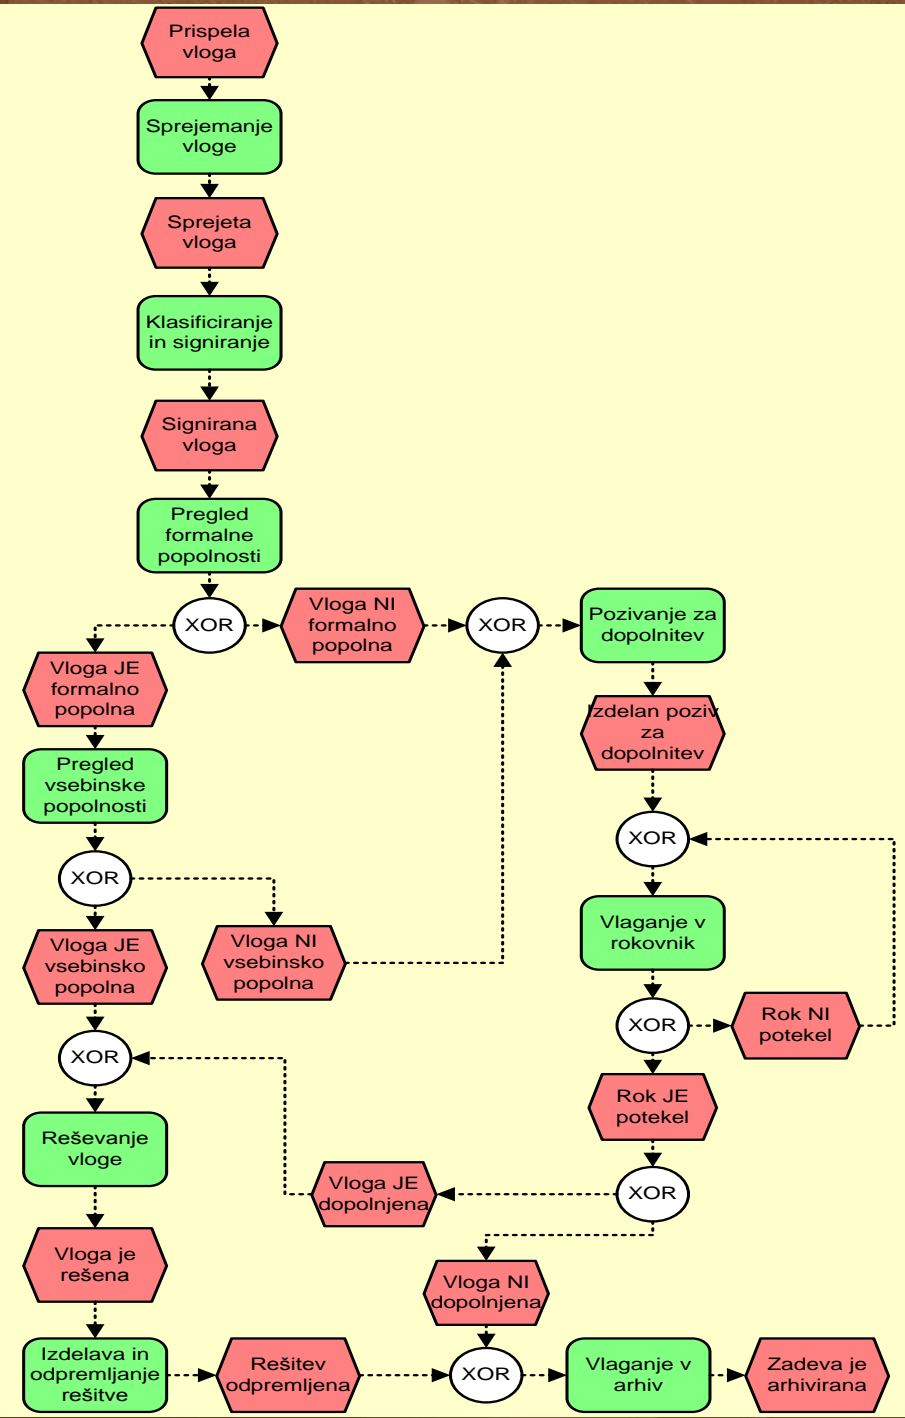 Prispela
vloga
Sprejemanje
vloge
Sprejeta
vloga
Klasificiranje
in signiranje
Signirana
vloga
Pregled
formalne
popolnosti
XOR
Vloga NI
formalno
popolna
XOR
Pozivanje za
dopolnitev
Vloga JE
formalno
popolna
Izdelan poziv
za
dopolnitev
Pregled
vsebinske
popolnosti
XOR
XOR
Vloga JE
vsebinsko
popolna
Vloga NI
vsebinsko
popolna
Vlaganje v
rokovnik
XOR
XOR
Rok NI
potekel
Rok JE
potekel
Reševanje
vloge
Vloga JE
dopolnjena
XOR
Vloga je
rešena
Vloga NI
dopolnjena
Izdelava in
odpremljanje
rešitve
Rešitev
odpremljena
XOR
Vlaganje v
arhiv
Zadeva je
arhivirana